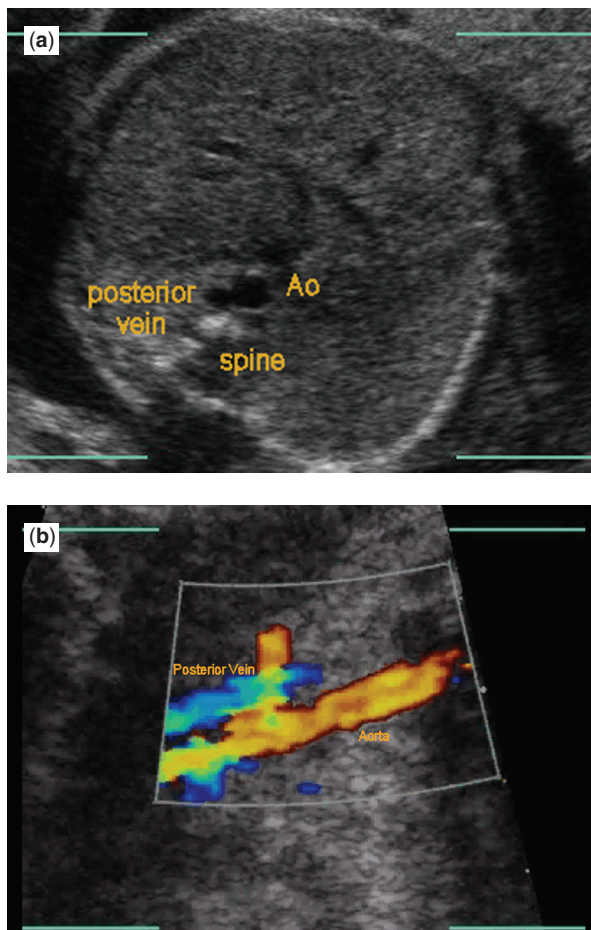 (a)
posterior
vein
Ao
spine
(b)
Posterior Vein
Aorta